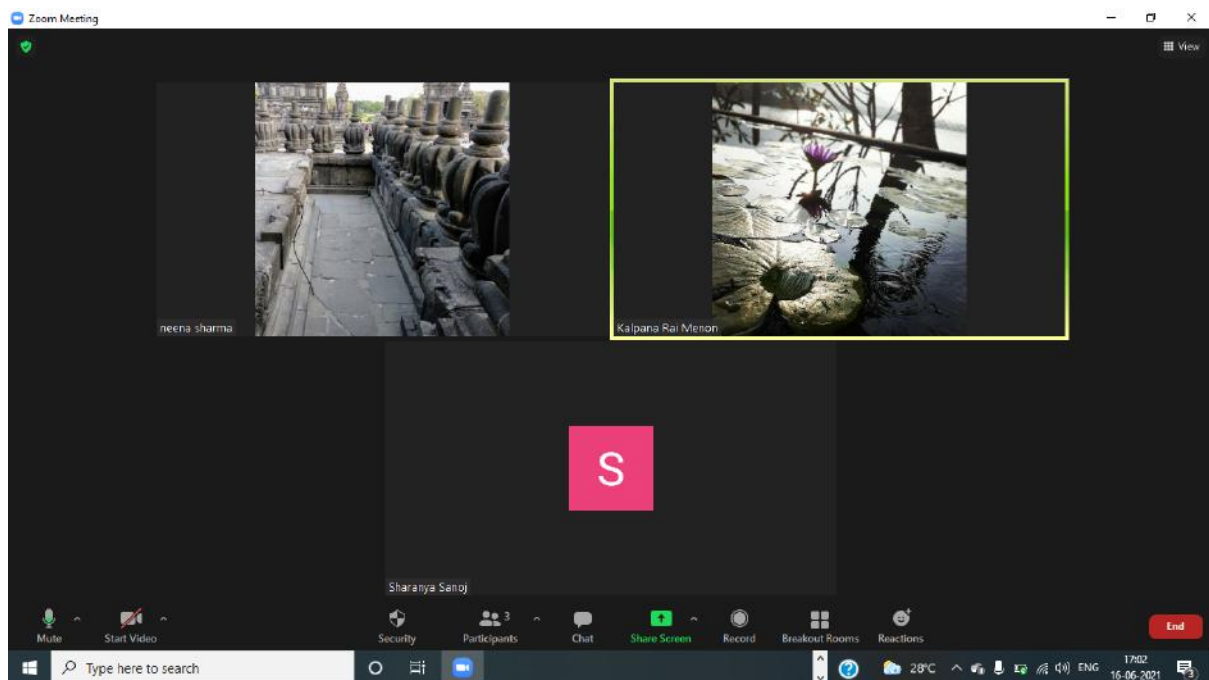 Zoom Meeting
View
neena sharma
Kalpana Rai Menon
S
Sharanya Sanoj
3
Mute
Start Video
Security
Participants
Chat
Share Screen
Record
Breakout Rooms
Reactions
End
Type here to search
28°C
ENG
17:02
16-06-2021
3